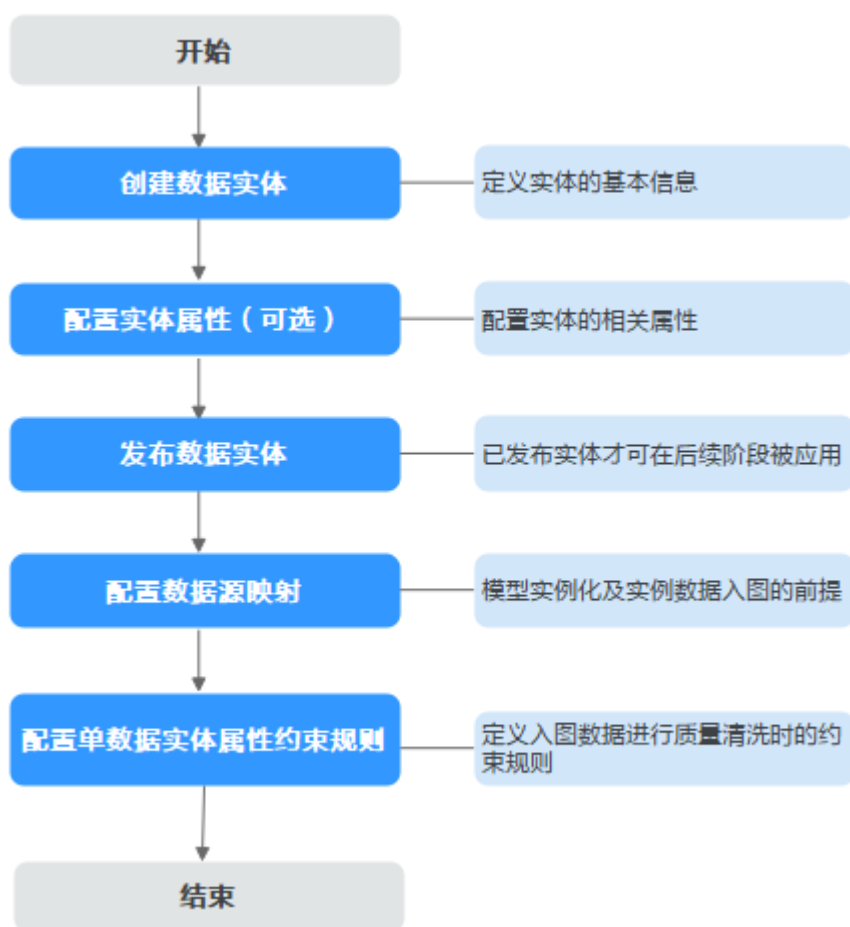 开始
创建数据实体
定义实体的基本信息
配置实体属性（可选）
配置实体的相关属性
发布数据实体
已发布实体才可在后续阶段被应用
配置数据源映射
模型实例化及实例数据入图的前提
配置单数据实体属性约束规则
定义入图数据进行质量清洗时的约
束规则
结束